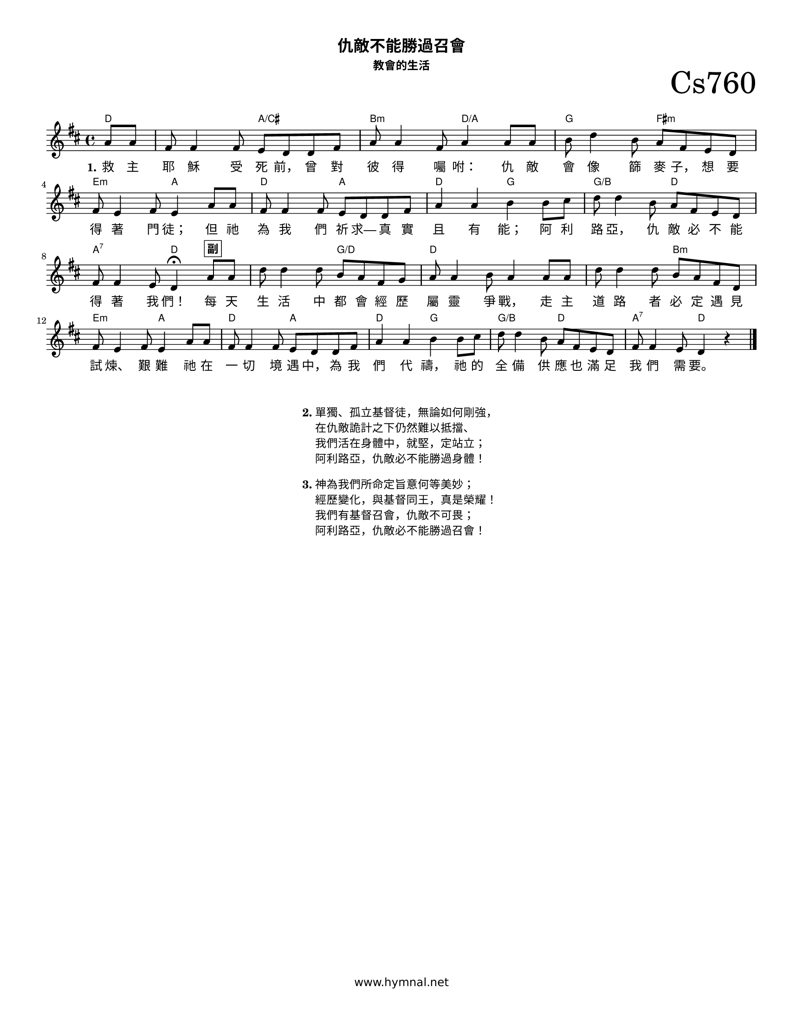 仇敵不能勝過召會
教會的生活
Cs760
D A/C♯ Bm D/A G F♯m
1. 救主耶穌受死前，曾對彼得囑咐：仇敵會像篩麥子，想要
4 Em A D A D G G/B D
得著門徒；但祂為我們祈求—真實且有能；阿利路亞，仇敵必不能
8 A7 D 副 G/D D Bm
得著我們！每天生活中都會經歷屬靈爭戰，走主道路者必定遇見
12 Em A D A D G G/B D A7 D
試煉、艱難祂在一切境遇中，為我們代禱，祂的全備供應也滿足我們需要。
2. 單獨、孤立基督徒，無論如何剛強，
在仇敵詭計之下仍然難以抵擋、
我們活在身體中，就堅，定站立；
阿利路亞，仇敵必不能勝過身體！
3. 神為我們所命定旨意何等美妙；
經歷變化，與基督同王，真是榮耀！
我們有基督召會，仇敵不可畏；
阿利路亞，仇敵必不能勝過召會！
www.hymnal.net